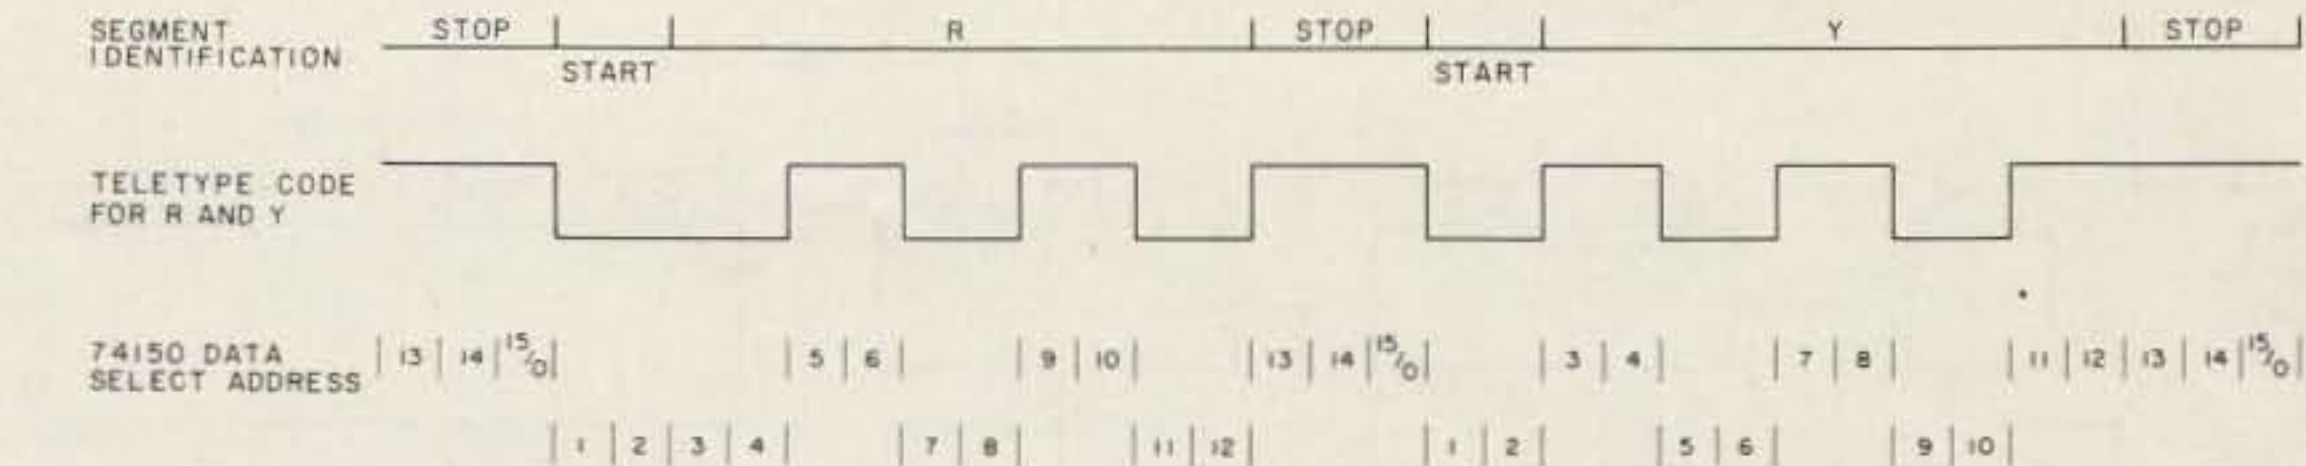 SEGMENT IDENTIFICATION
STOP R STOP Y STOP
START START
TELETYPE CODE FOR R AND Y
74150 DATA SELECT ADDRESS
13 14 15/0 5 6 9 10 13 14 15/0 3 4 7 8 11 12 13 14 15/0
1 2 3 4 7 8 11 12 1 2 5 6 9 10